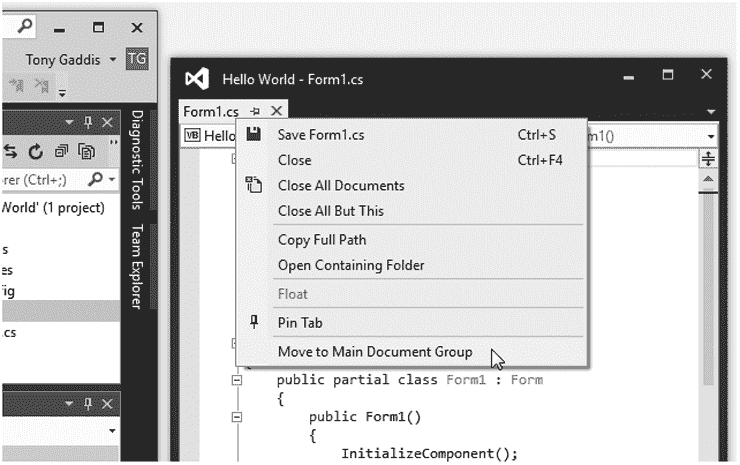 Tony Gaddis TG
Diagnostic Tools
Team Explorer
rer (Ctrl+;)
World' (1 project)
s
es
fig
.cs
Hello World - Form1.cs
Form1.cs
VB Hello
m1()
Save Form1.cs Ctrl+S
Close Ctrl+F4
Close All Documents
Close All But This
Copy Full Path
Open Containing Folder
Float
Pin Tab
Move to Main Document Group
public partial class Form1 : Form
{
public Form1()
{
InitializeComponent();